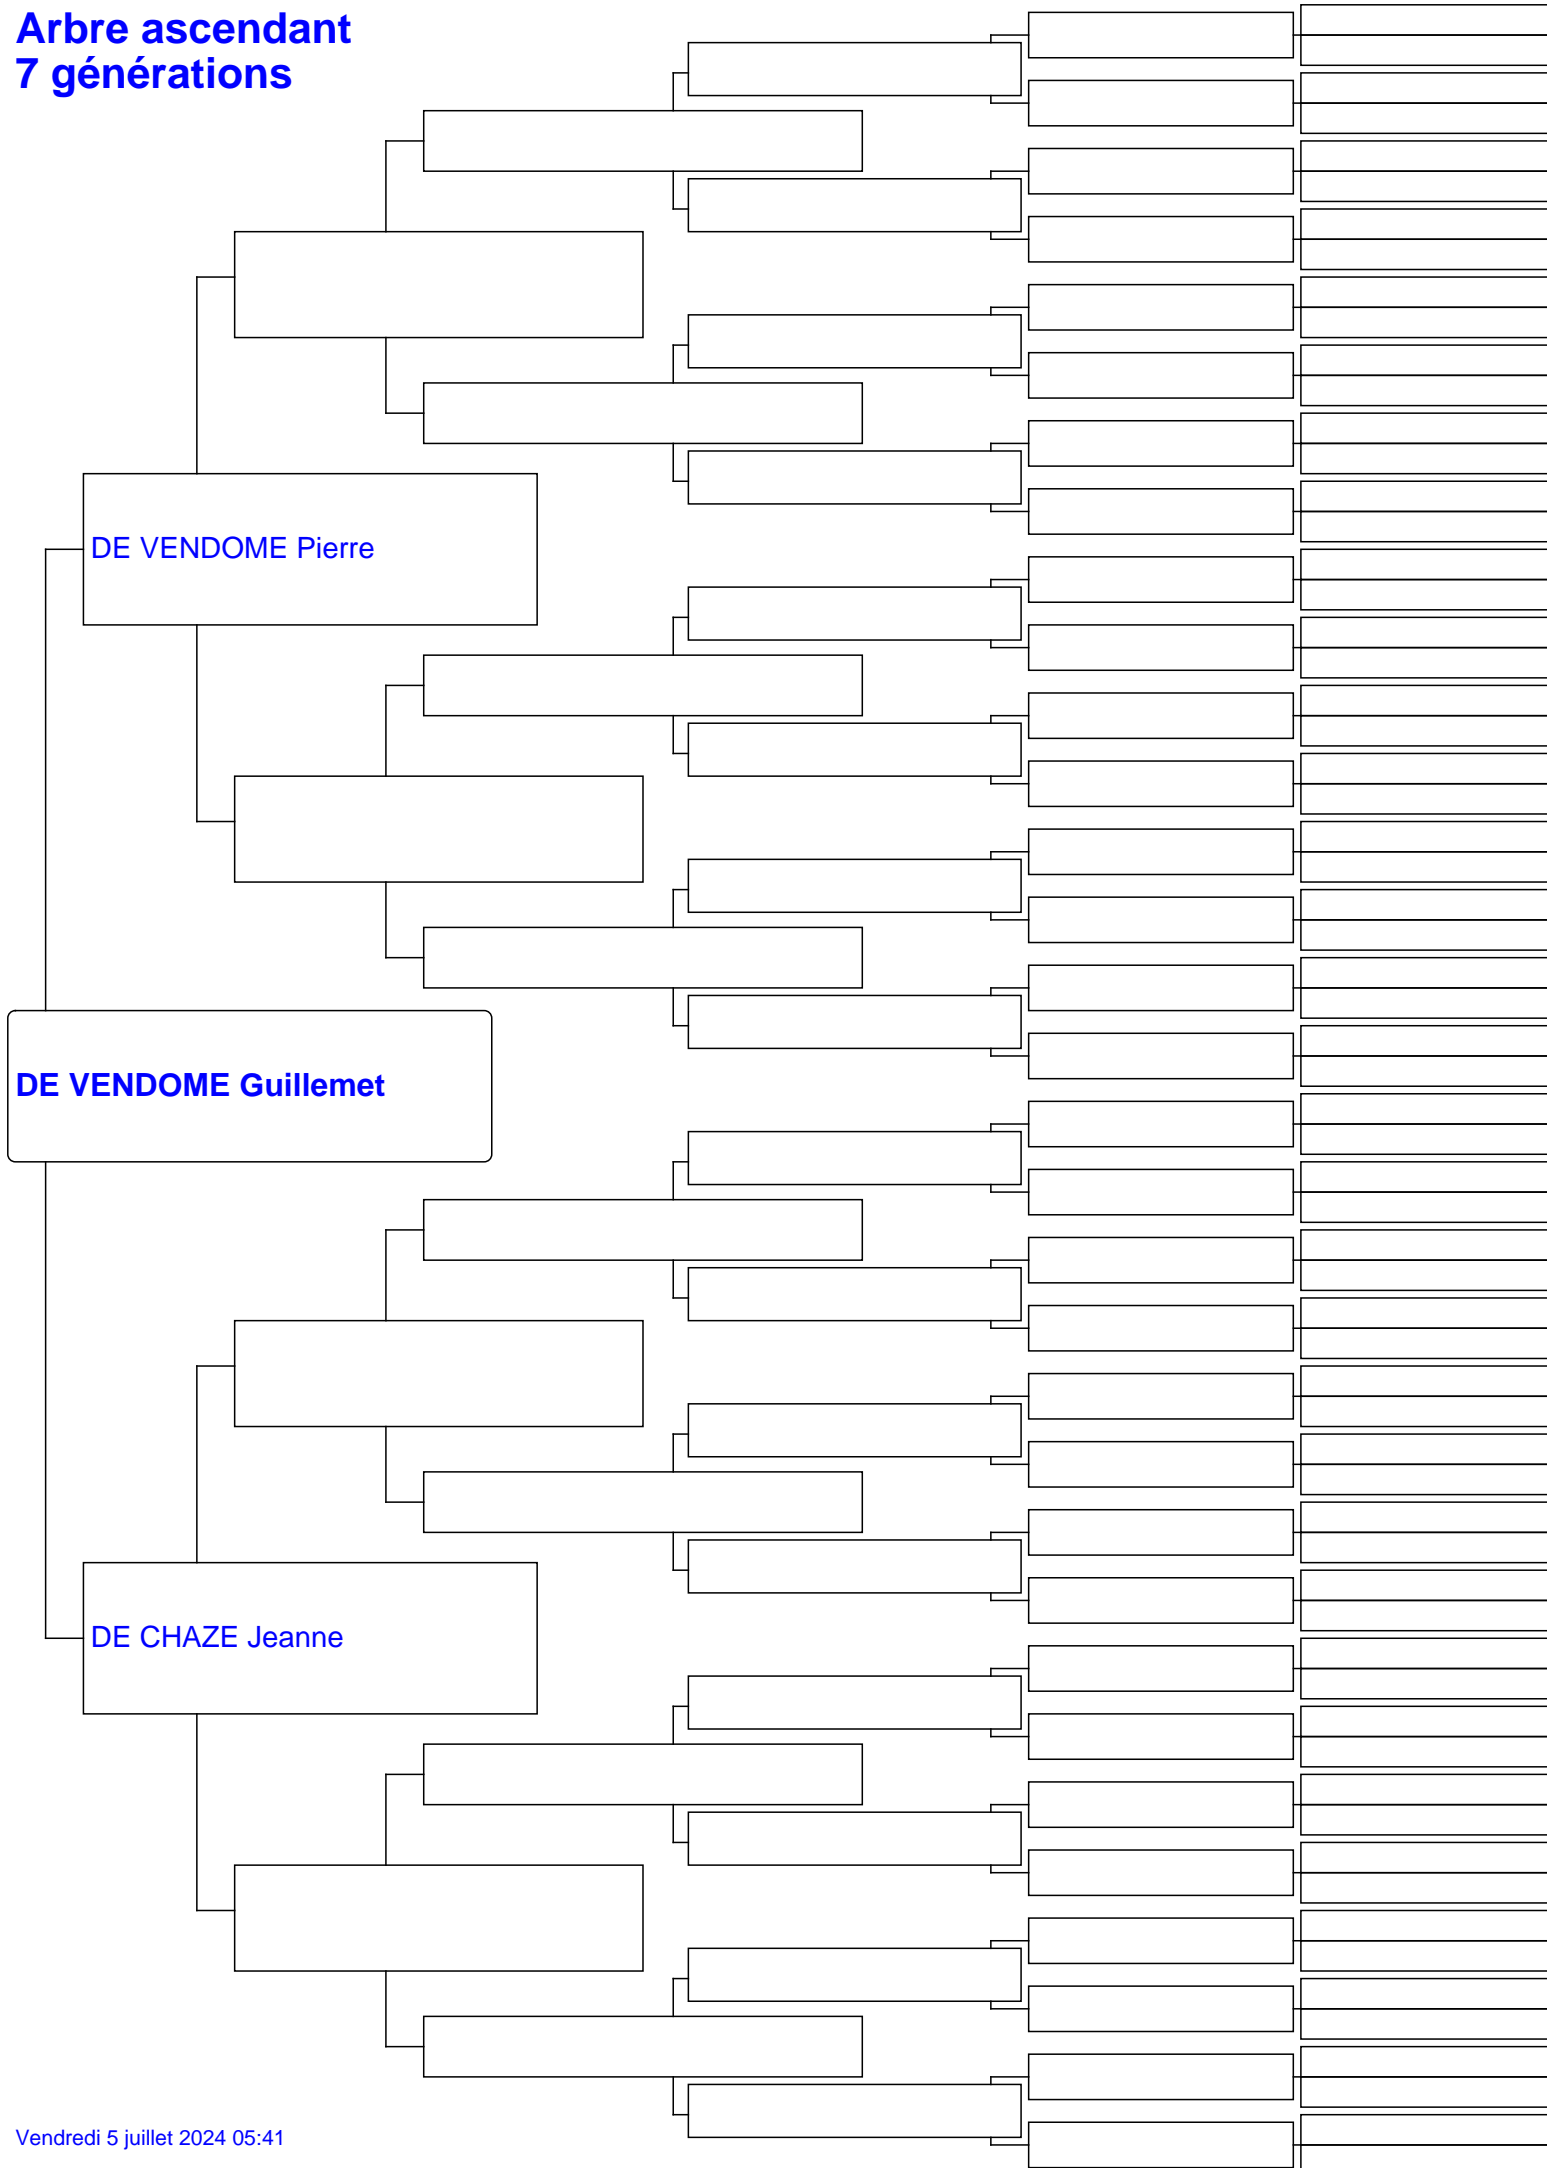 Arbre ascendant
7 générations
DE VENDOME Pierre
DE VENDOME Guillemet
DE CHAZE Jeanne
Vendredi 5 juillet 2024 05:41